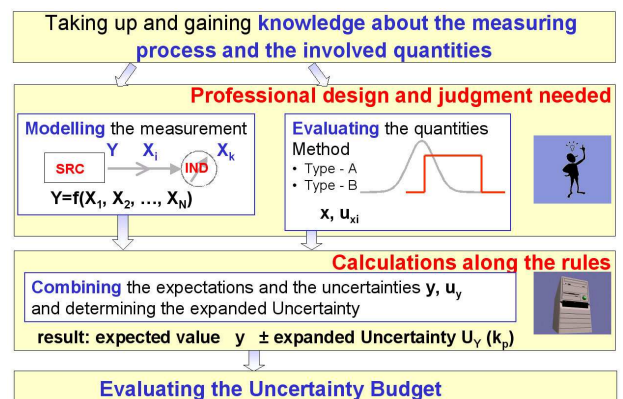 Taking up and gaining knowledge about the measuring
process and the involved quantities
Professional design and judgment needed
Modelling the measurement
Y Xi Xk
SRC IND
Y=f(X1, X2, ..., XN)
Evaluating the quantities
Method
• Type - A
• Type - B
x, uxi
Calculations along the rules
Combining the expectations and the uncertainties y, uy
and determining the expanded Uncertainty
result: expected value y ± expanded Uncertainty UY (kp)
Evaluating the Uncertainty Budget